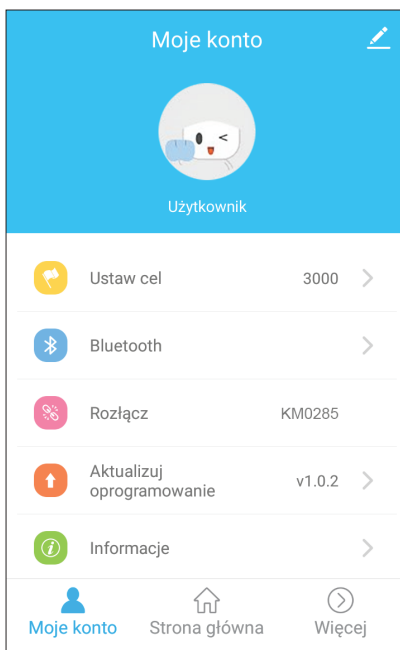 Moje konto
Użytkownik
Ustaw cel 3000
Bluetooth
Rozłącz KM0285
Aktualizuj
oprogramowanie v1.0.2
Informacje
Moje konto Strona główna Więcej